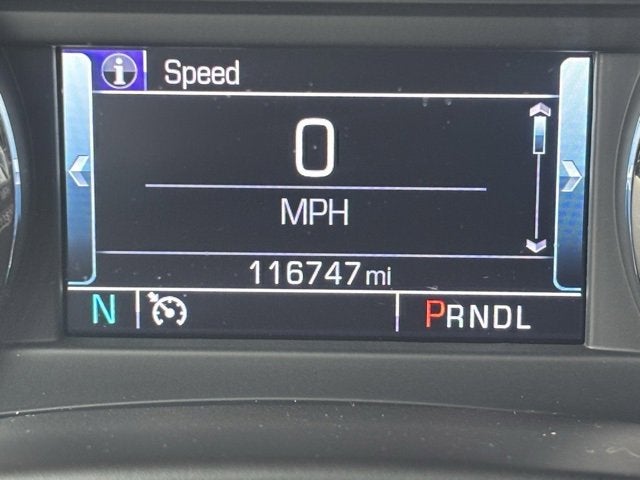 i Speed
0
MPH
116747 mi
N PRNDL